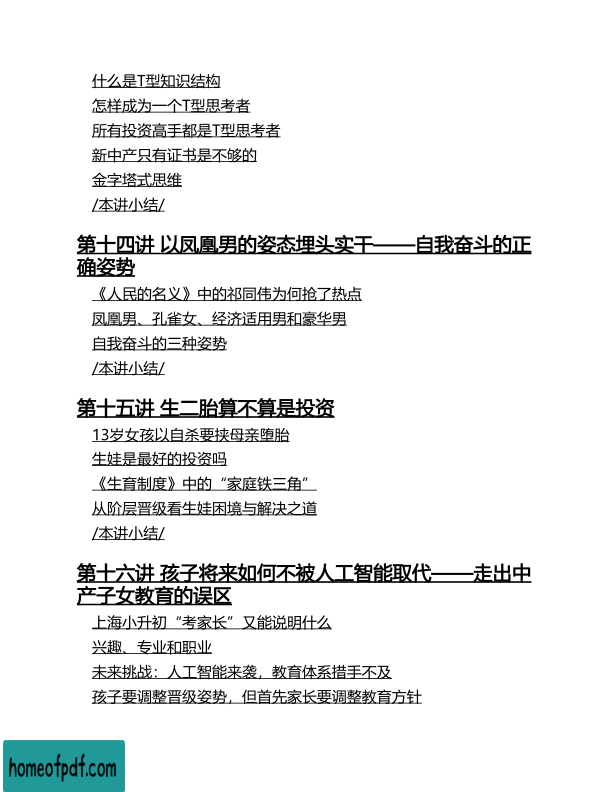 什么是T型知识结构
怎样成为一个T型思考者
所有投资高手都是T型思考者
新中产只有证书是不够的
金字塔式思维
/本讲小结/
第十四讲 以凤凰男的姿态埋头实干——自我奋斗的正
确姿势
《人民的名义》中的祁同伟为何抢了热点
凤凰男、孔雀女、经济适用男和豪华男
自我奋斗的三种姿势
/本讲小结/
第十五讲 生二胎算不算是投资
13岁女孩以自杀要挟母亲堕胎
生娃是最好的投资吗
《生育制度》中的“家庭铁三角”
从阶层晋级看生娃困境与解决之道
/本讲小结/
第十六讲 孩子将来如何不被人工智能取代——走出中
产子女教育的误区
上海小升初“考家长”又能说明什么
兴趣、专业和职业
未来挑战：人工智能来袭，教育体系措手不及
孩子要调整晋级姿势，但首先家长要调整教育方针
homeofpdf.com